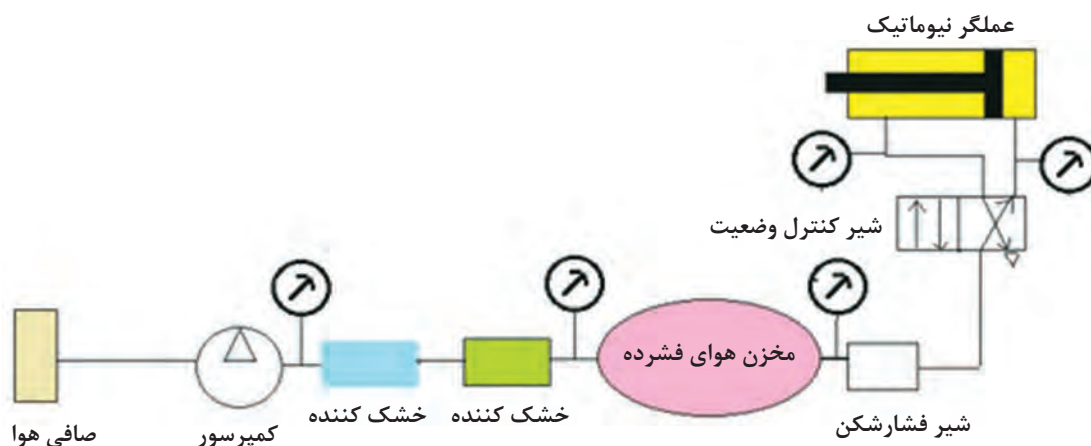 عملگر نیوماتیک
شیر کنترل وضعیت
مخزن هوای فشرده
صافی هوا
کمپرسور
خشک کننده
خشک کننده
شیر فشارشکن